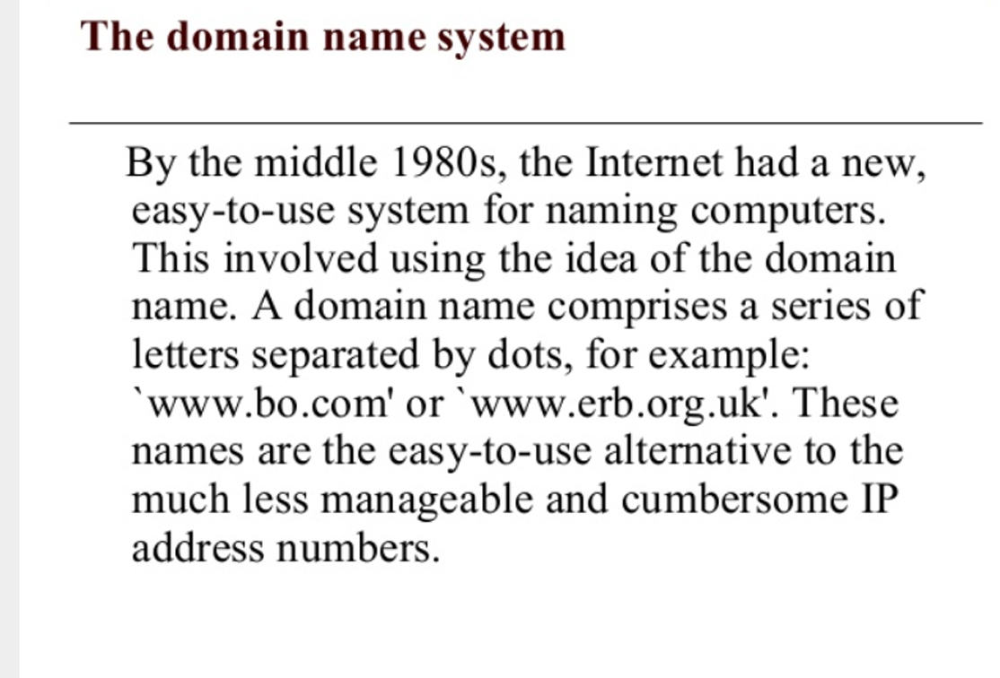 The domain name system
By the middle 1980s, the Internet had a new,
easy-to-use system for naming computers.
This involved using the idea of the domain
name. A domain name comprises a series of
letters separated by dots, for example:
`www.bo.com' or `www.erb.org.uk'. These
names are the easy-to-use alternative to the
much less manageable and cumbersome IP
address numbers.